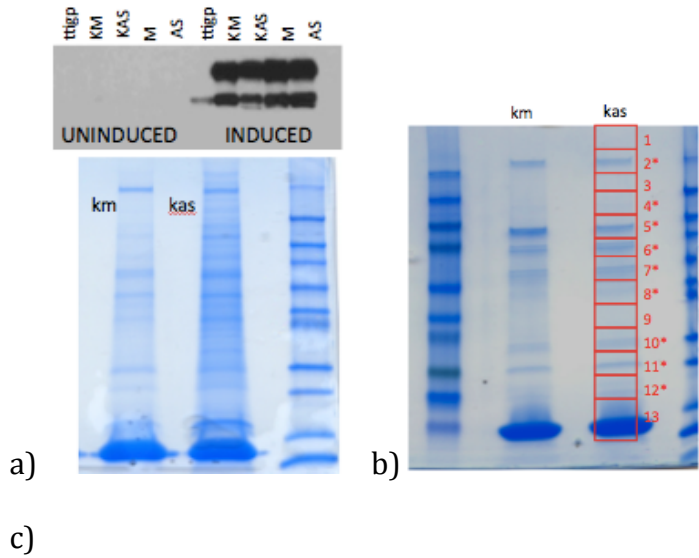 ttigp KM KAS M AS ttigp KM KAS M AS
UNINDUCED INDUCED
km kas
km kas
1
2*
3
4*
5*
6*
7*
8*
9
10*
11*
12*
13
a) b)
c)